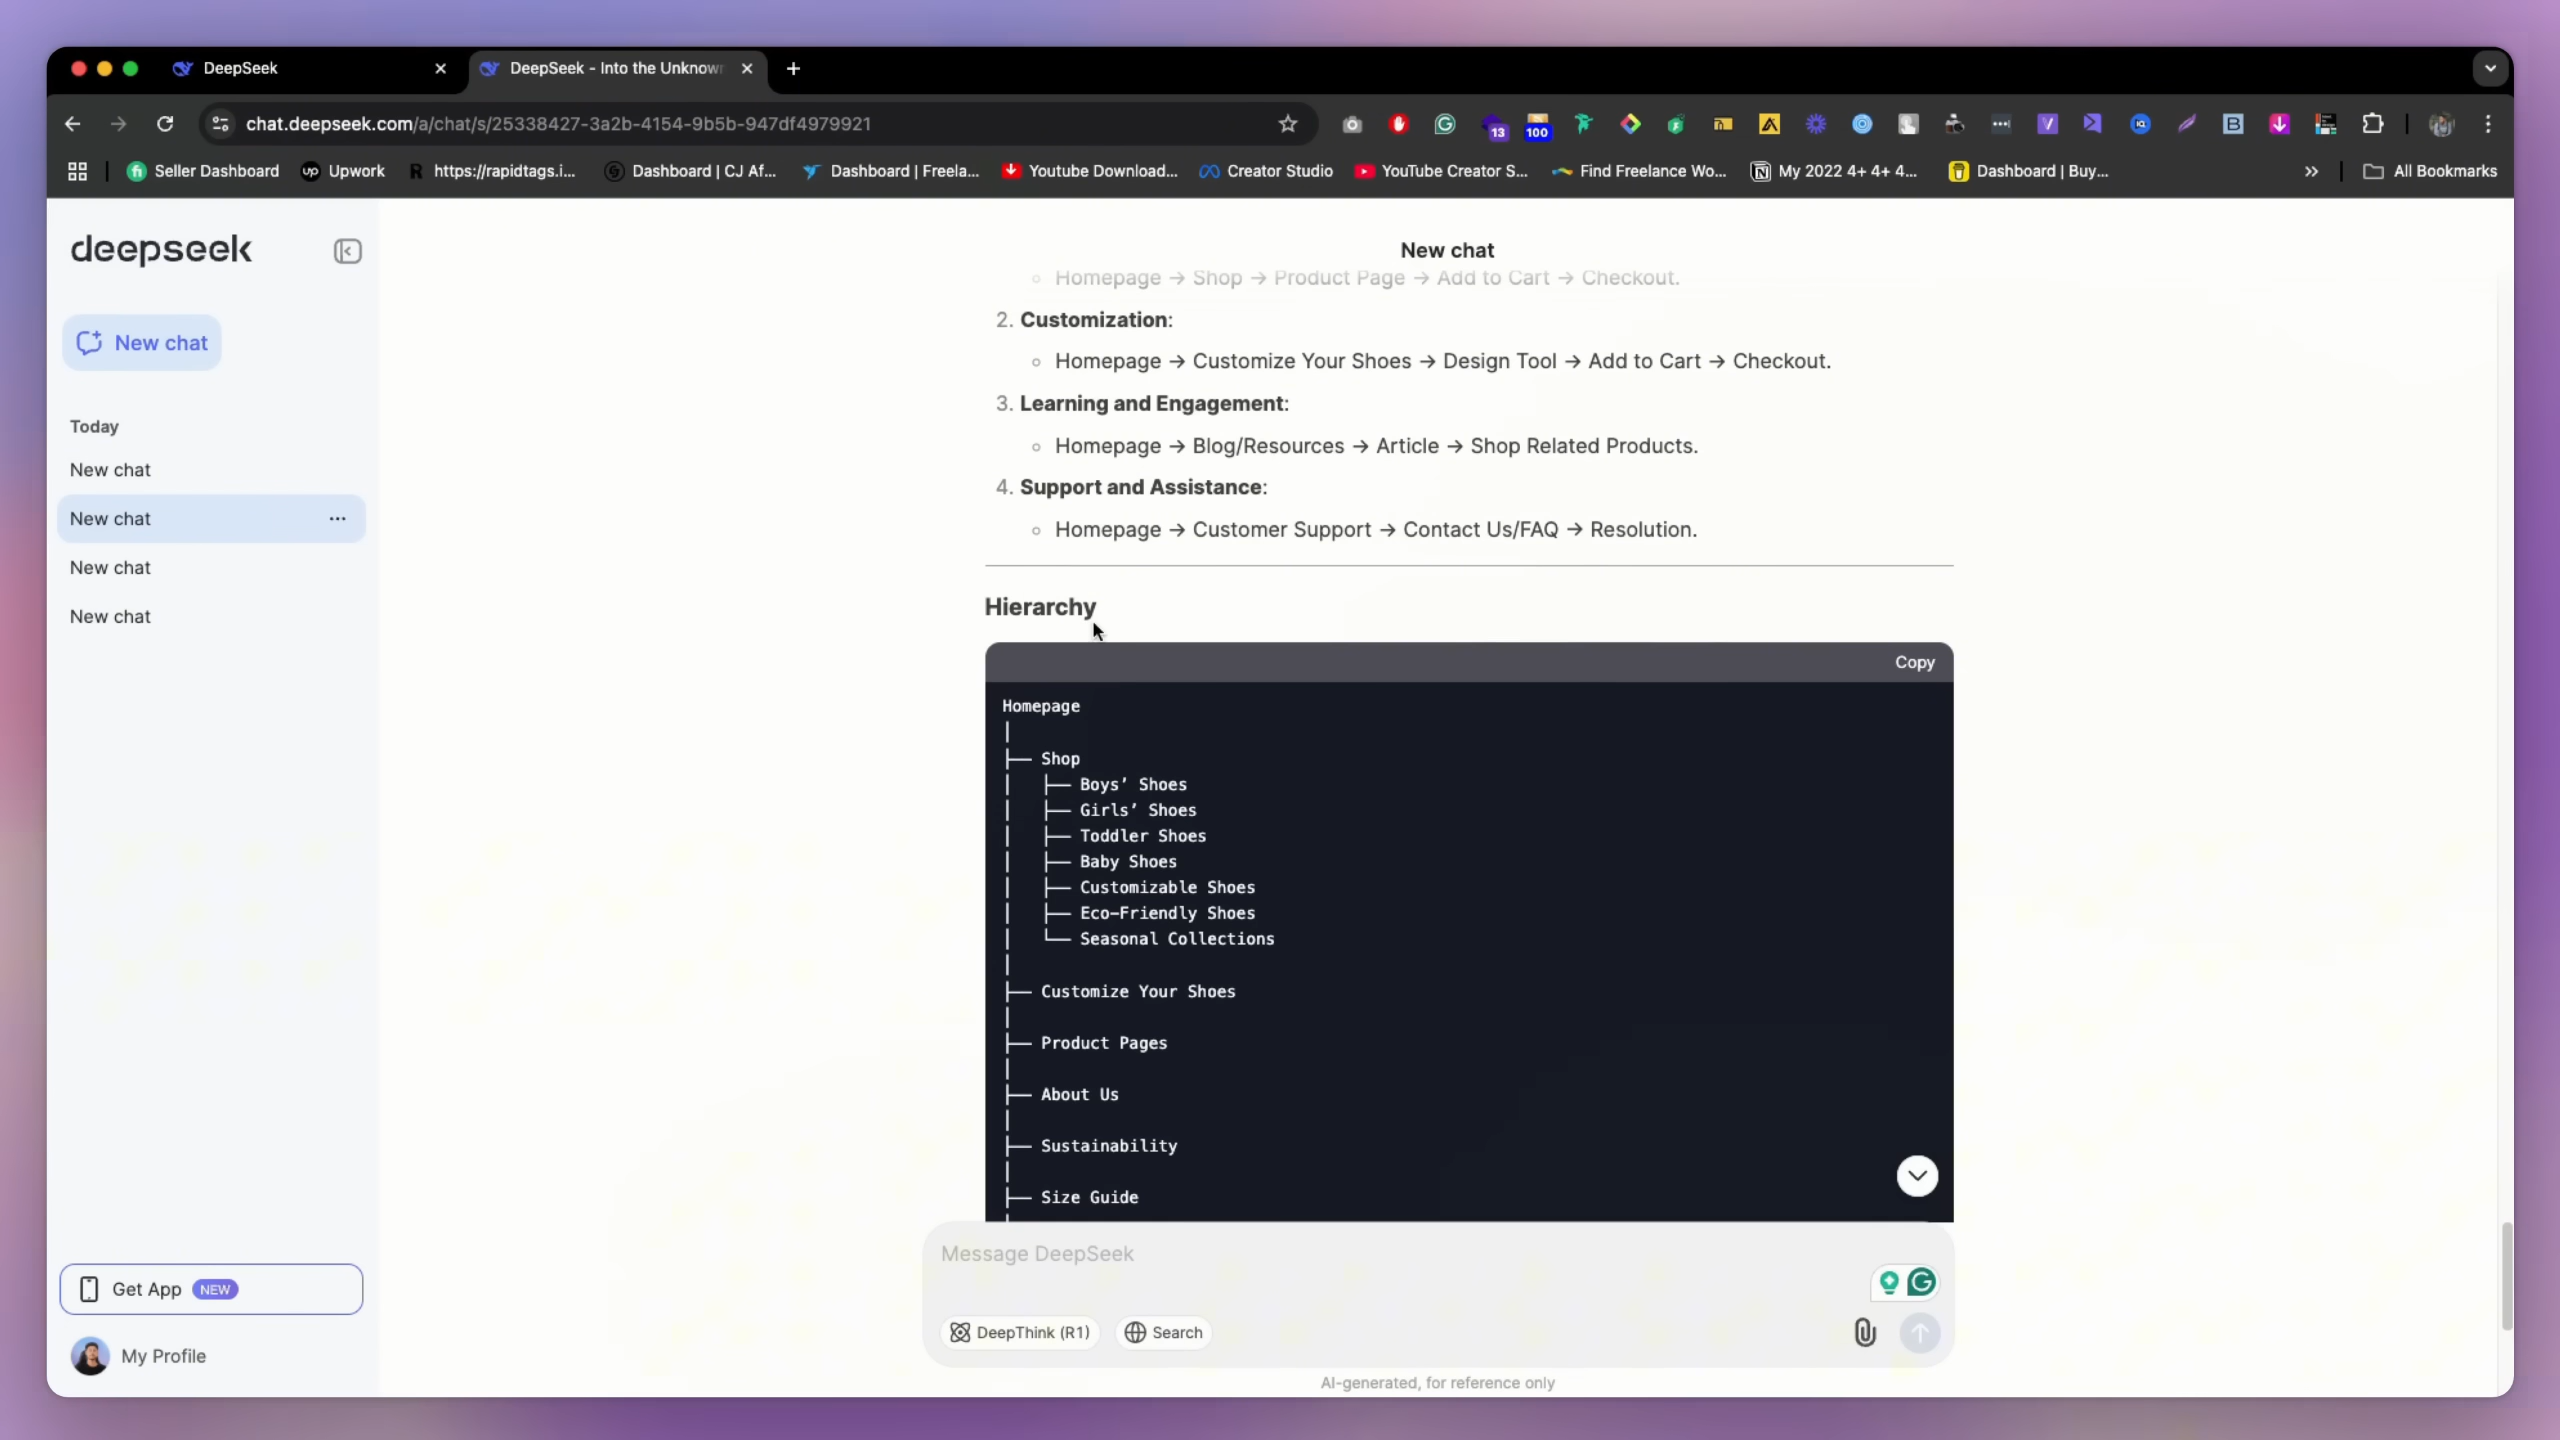 DeepSeek
DeepSeek - Into the Unknown
chat.deepseek.com/a/chat/s/25338427-3a2b-4154-9b5b-947df4979921
13
100
Seller Dashboard
up Upwork
R https://rapidtags.i...
Dashboard | CJ Af...
Dashboard | Freela...
Youtube Download...
Creator Studio
YouTube Creator S...
Find Freelance Wo...
My 2022 4+ 4+ 4...
Dashboard | Buy...
»
All Bookmarks
deepseek
New chat
Today
New chat
New chat
New chat
New chat
Get App NEW
My Profile
New chat
Homepage → Shop → Product Page → Add to Cart → Checkout.
2. Customization:
Homepage → Customize Your Shoes → Design Tool → Add to Cart → Checkout.
3. Learning and Engagement:
Homepage → Blog/Resources → Article → Shop Related Products.
4. Support and Assistance:
Homepage → Customer Support → Contact Us/FAQ → Resolution.
Hierarchy
Copy
Homepage
│
├── Shop
│   ├── Boys’ Shoes
│   ├── Girls’ Shoes
│   ├── Toddler Shoes
│   ├── Baby Shoes
│   ├── Customizable Shoes
│   ├── Eco-Friendly Shoes
│   └── Seasonal Collections
│
├── Customize Your Shoes
│
├── Product Pages
│
├── About Us
│
├── Sustainability
│
├── Size Guide
Message DeepSeek
DeepThink (R1)
Search
AI-generated, for reference only